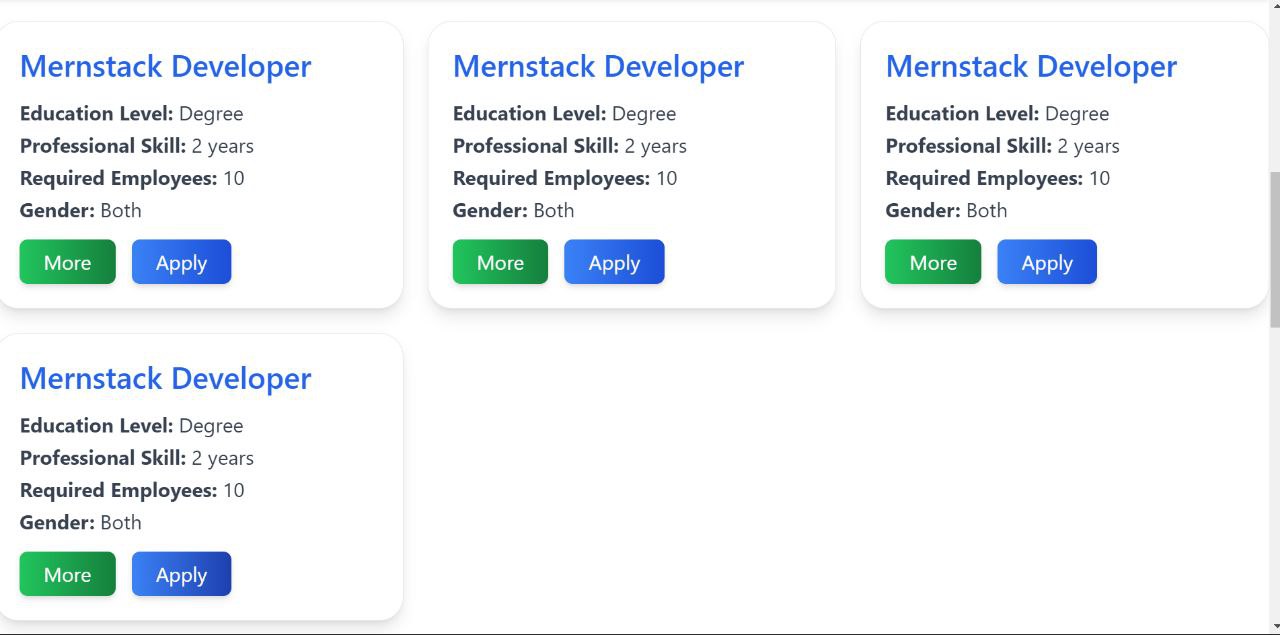 Mernstack Developer
Education Level: Degree
Professional Skill: 2 years
Required Employees: 10
Gender: Both
More Apply
Mernstack Developer
Education Level: Degree
Professional Skill: 2 years
Required Employees: 10
Gender: Both
More Apply
Mernstack Developer
Education Level: Degree
Professional Skill: 2 years
Required Employees: 10
Gender: Both
More Apply
Mernstack Developer
Education Level: Degree
Professional Skill: 2 years
Required Employees: 10
Gender: Both
More Apply